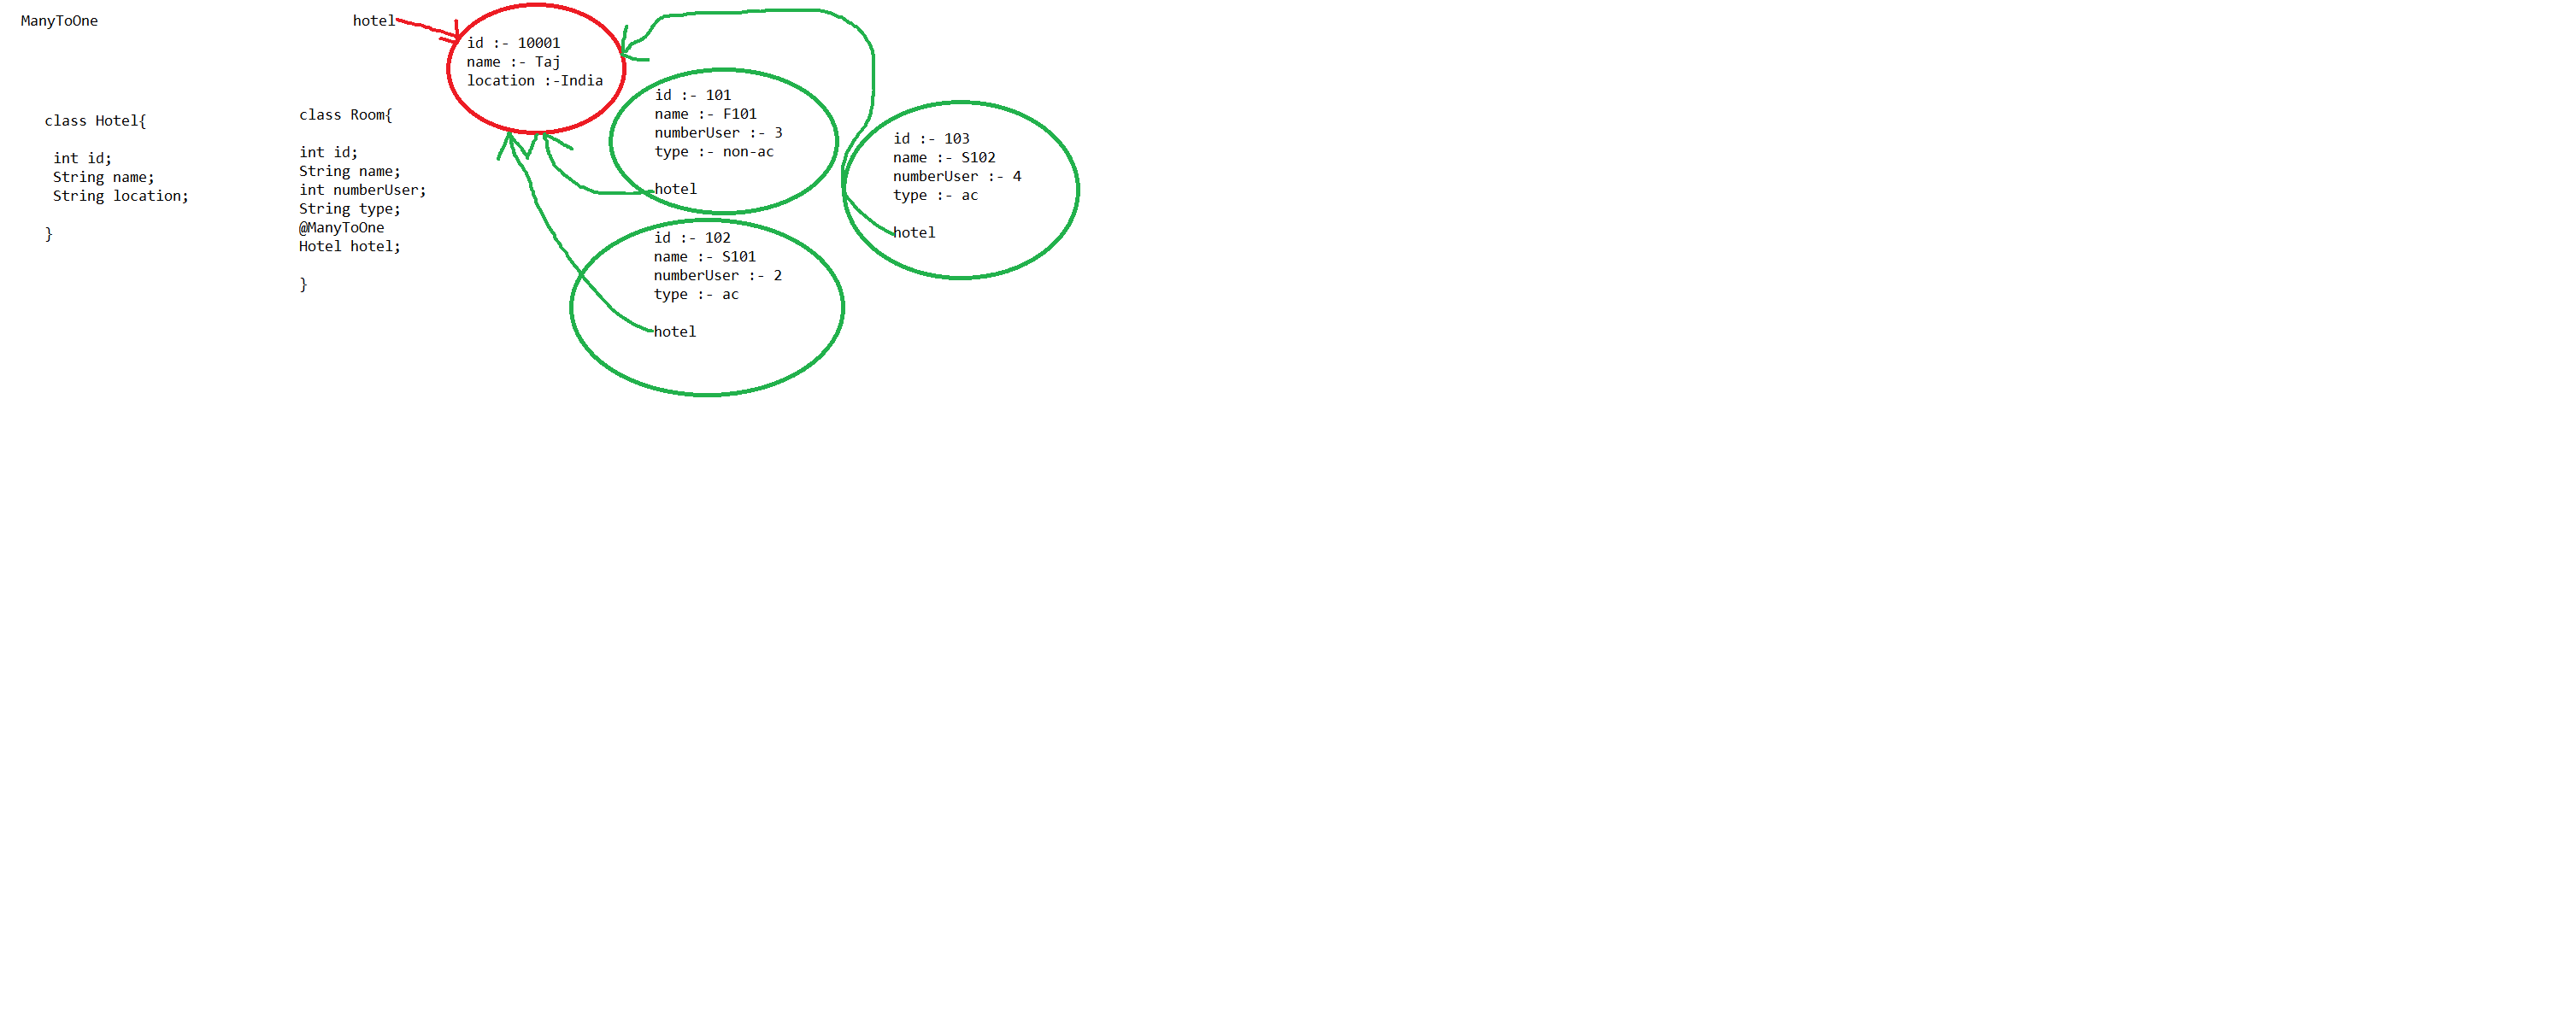 ManyToOne
class Hotel{
int id;
String name;
String location;
}
class Room{
int id;
String name;
int numberUser;
String type;
@ManyToOne
Hotel hotel;
}
hotel
id :- 10001
name :- Taj
location :-India
id :- 101
name :- F101
numberUser :- 3
type :- non-ac
hotel
id :- 102
name :- S101
numberUser :- 2
type :- ac
hotel
id :- 103
name :- S102
numberUser :- 4
type :- ac
hotel